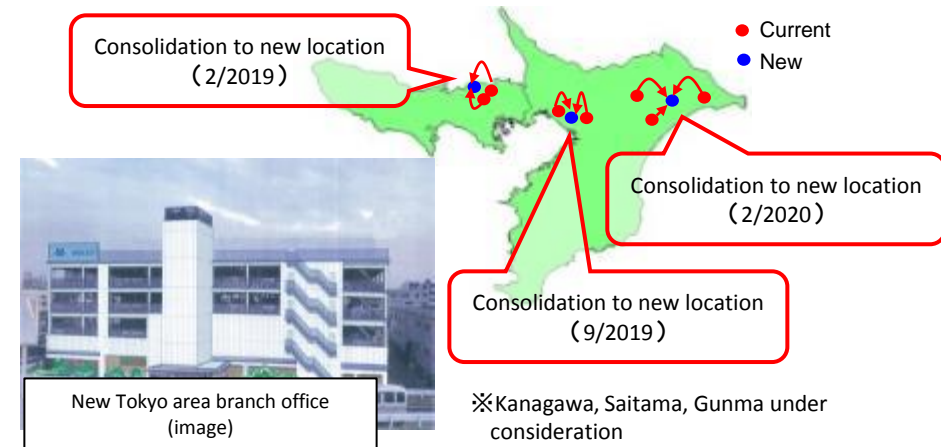 Consolidation to new location
（2/2019）
Current
New
Consolidation to new location
（2/2020）
Consolidation to new location
（9/2019）
New Tokyo area branch office
(image)
※Kanagawa, Saitama, Gunma under
consideration